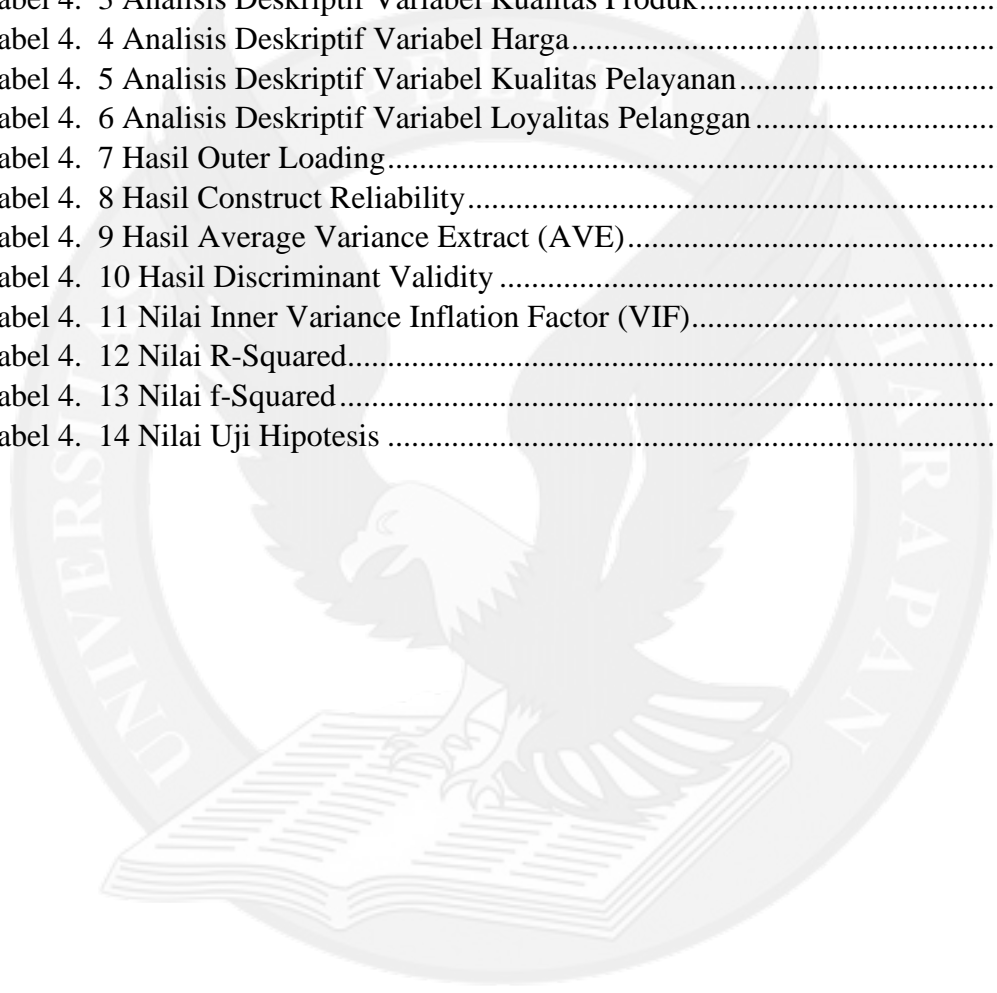 abel 4. 3 Analisis Deskriptif Variabel Kualitas Produk..........
abel 4. 4 Analisis Deskriptif Variabel Harga..........
abel 4. 5 Analisis Deskriptif Variabel Kualitas Pelayanan..........
abel 4. 6 Analisis Deskriptif Variabel Loyalitas Pelanggan..........
abel 4. 7 Hasil Outer Loading..........
abel 4. 8 Hasil Construct Reliability..........
abel 4. 9 Hasil Average Variance Extract (AVE)..........
abel 4. 10 Hasil Discriminant Validity..........
abel 4. 11 Nilai Inner Variance Inflation Factor (VIF)..........
abel 4. 12 Nilai R-Squared..........
abel 4. 13 Nilai f-Squared..........
abel 4. 14 Nilai Uji Hipotesis..........
UNIVERSITAS PELITA HARAPAN